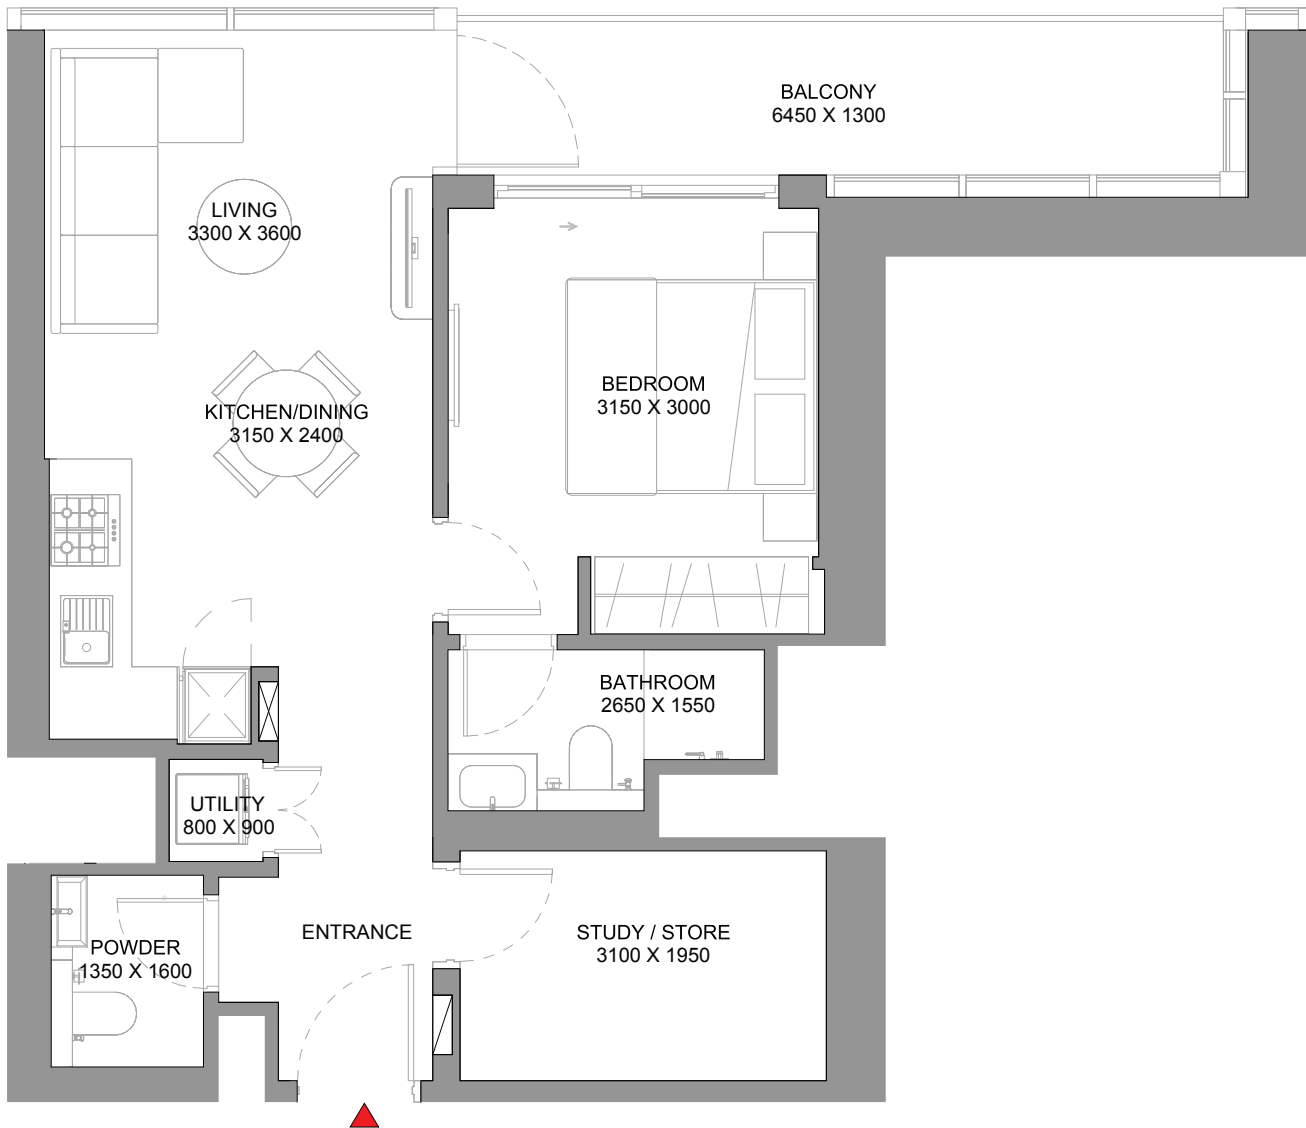 BALCONY
6450 X 1300
LIVING
3300 X 3600
BEDROOM
3150 X 3000
KITCHEN/DINING
3150 X 2400
BATHROOM
2650 X 1550
UTILITY
800 X 900
ENTRANCE
STUDY / STORE
3100 X 1950
POWDER
1350 X 1600